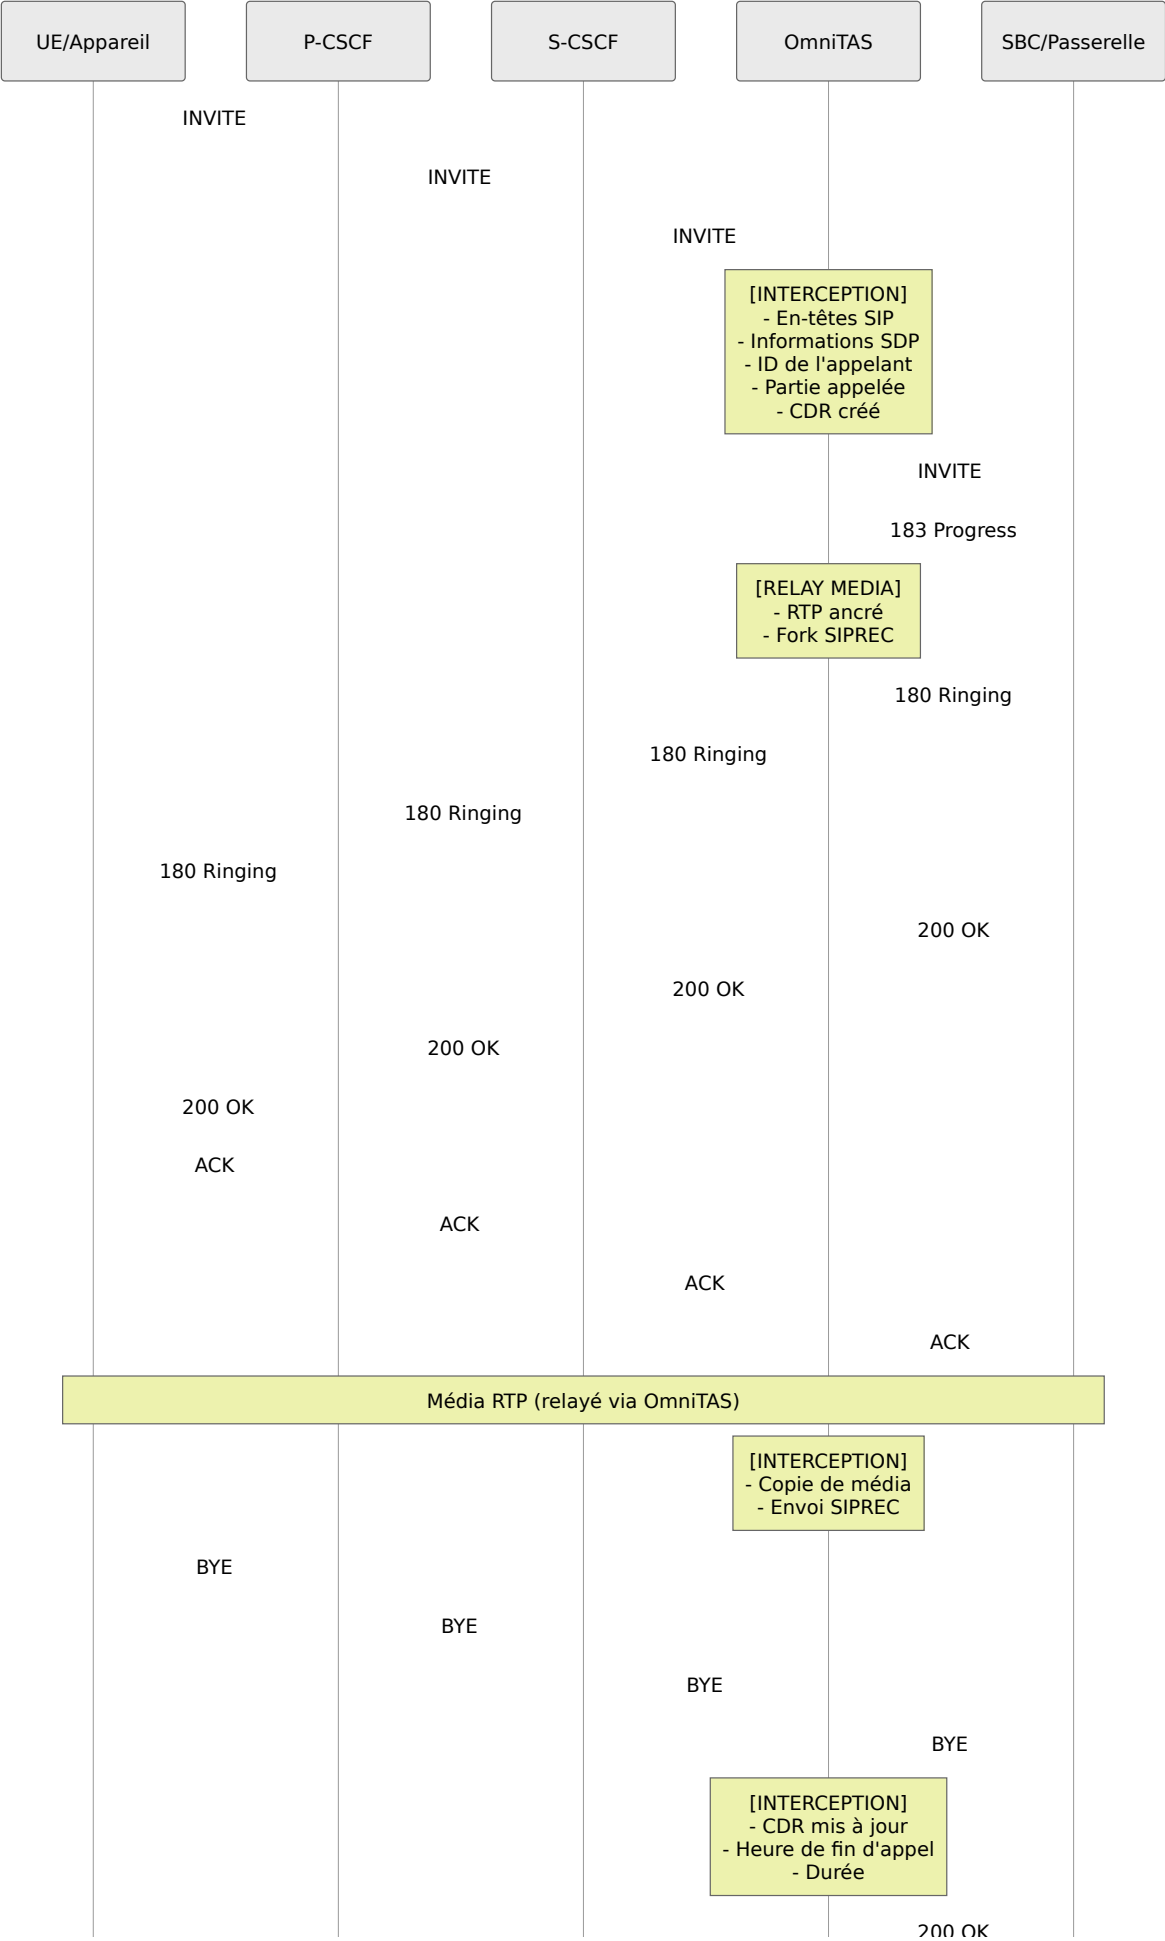 UE/Appareil
P-CSCF
S-CSCF
OmniTAS
SBC/Passerelle
INVITE
INVITE
INVITE
[INTERCEPTION]
- En-têtes SIP
- Informations SDP
- ID de l'appelant
- Partie appelée
- CDR créé
INVITE
183 Progress
[RELAY MEDIA]
- RTP ancré
- Fork SIPREC
180 Ringing
180 Ringing
180 Ringing
180 Ringing
200 OK
200 OK
200 OK
200 OK
ACK
ACK
ACK
ACK
Média RTP (relayé via OmniTAS)
[INTERCEPTION]
- Copie de média
- Envoi SIPREC
BYE
BYE
BYE
BYE
[INTERCEPTION]
- CDR mis à jour
- Heure de fin d'appel
- Durée
200 OK